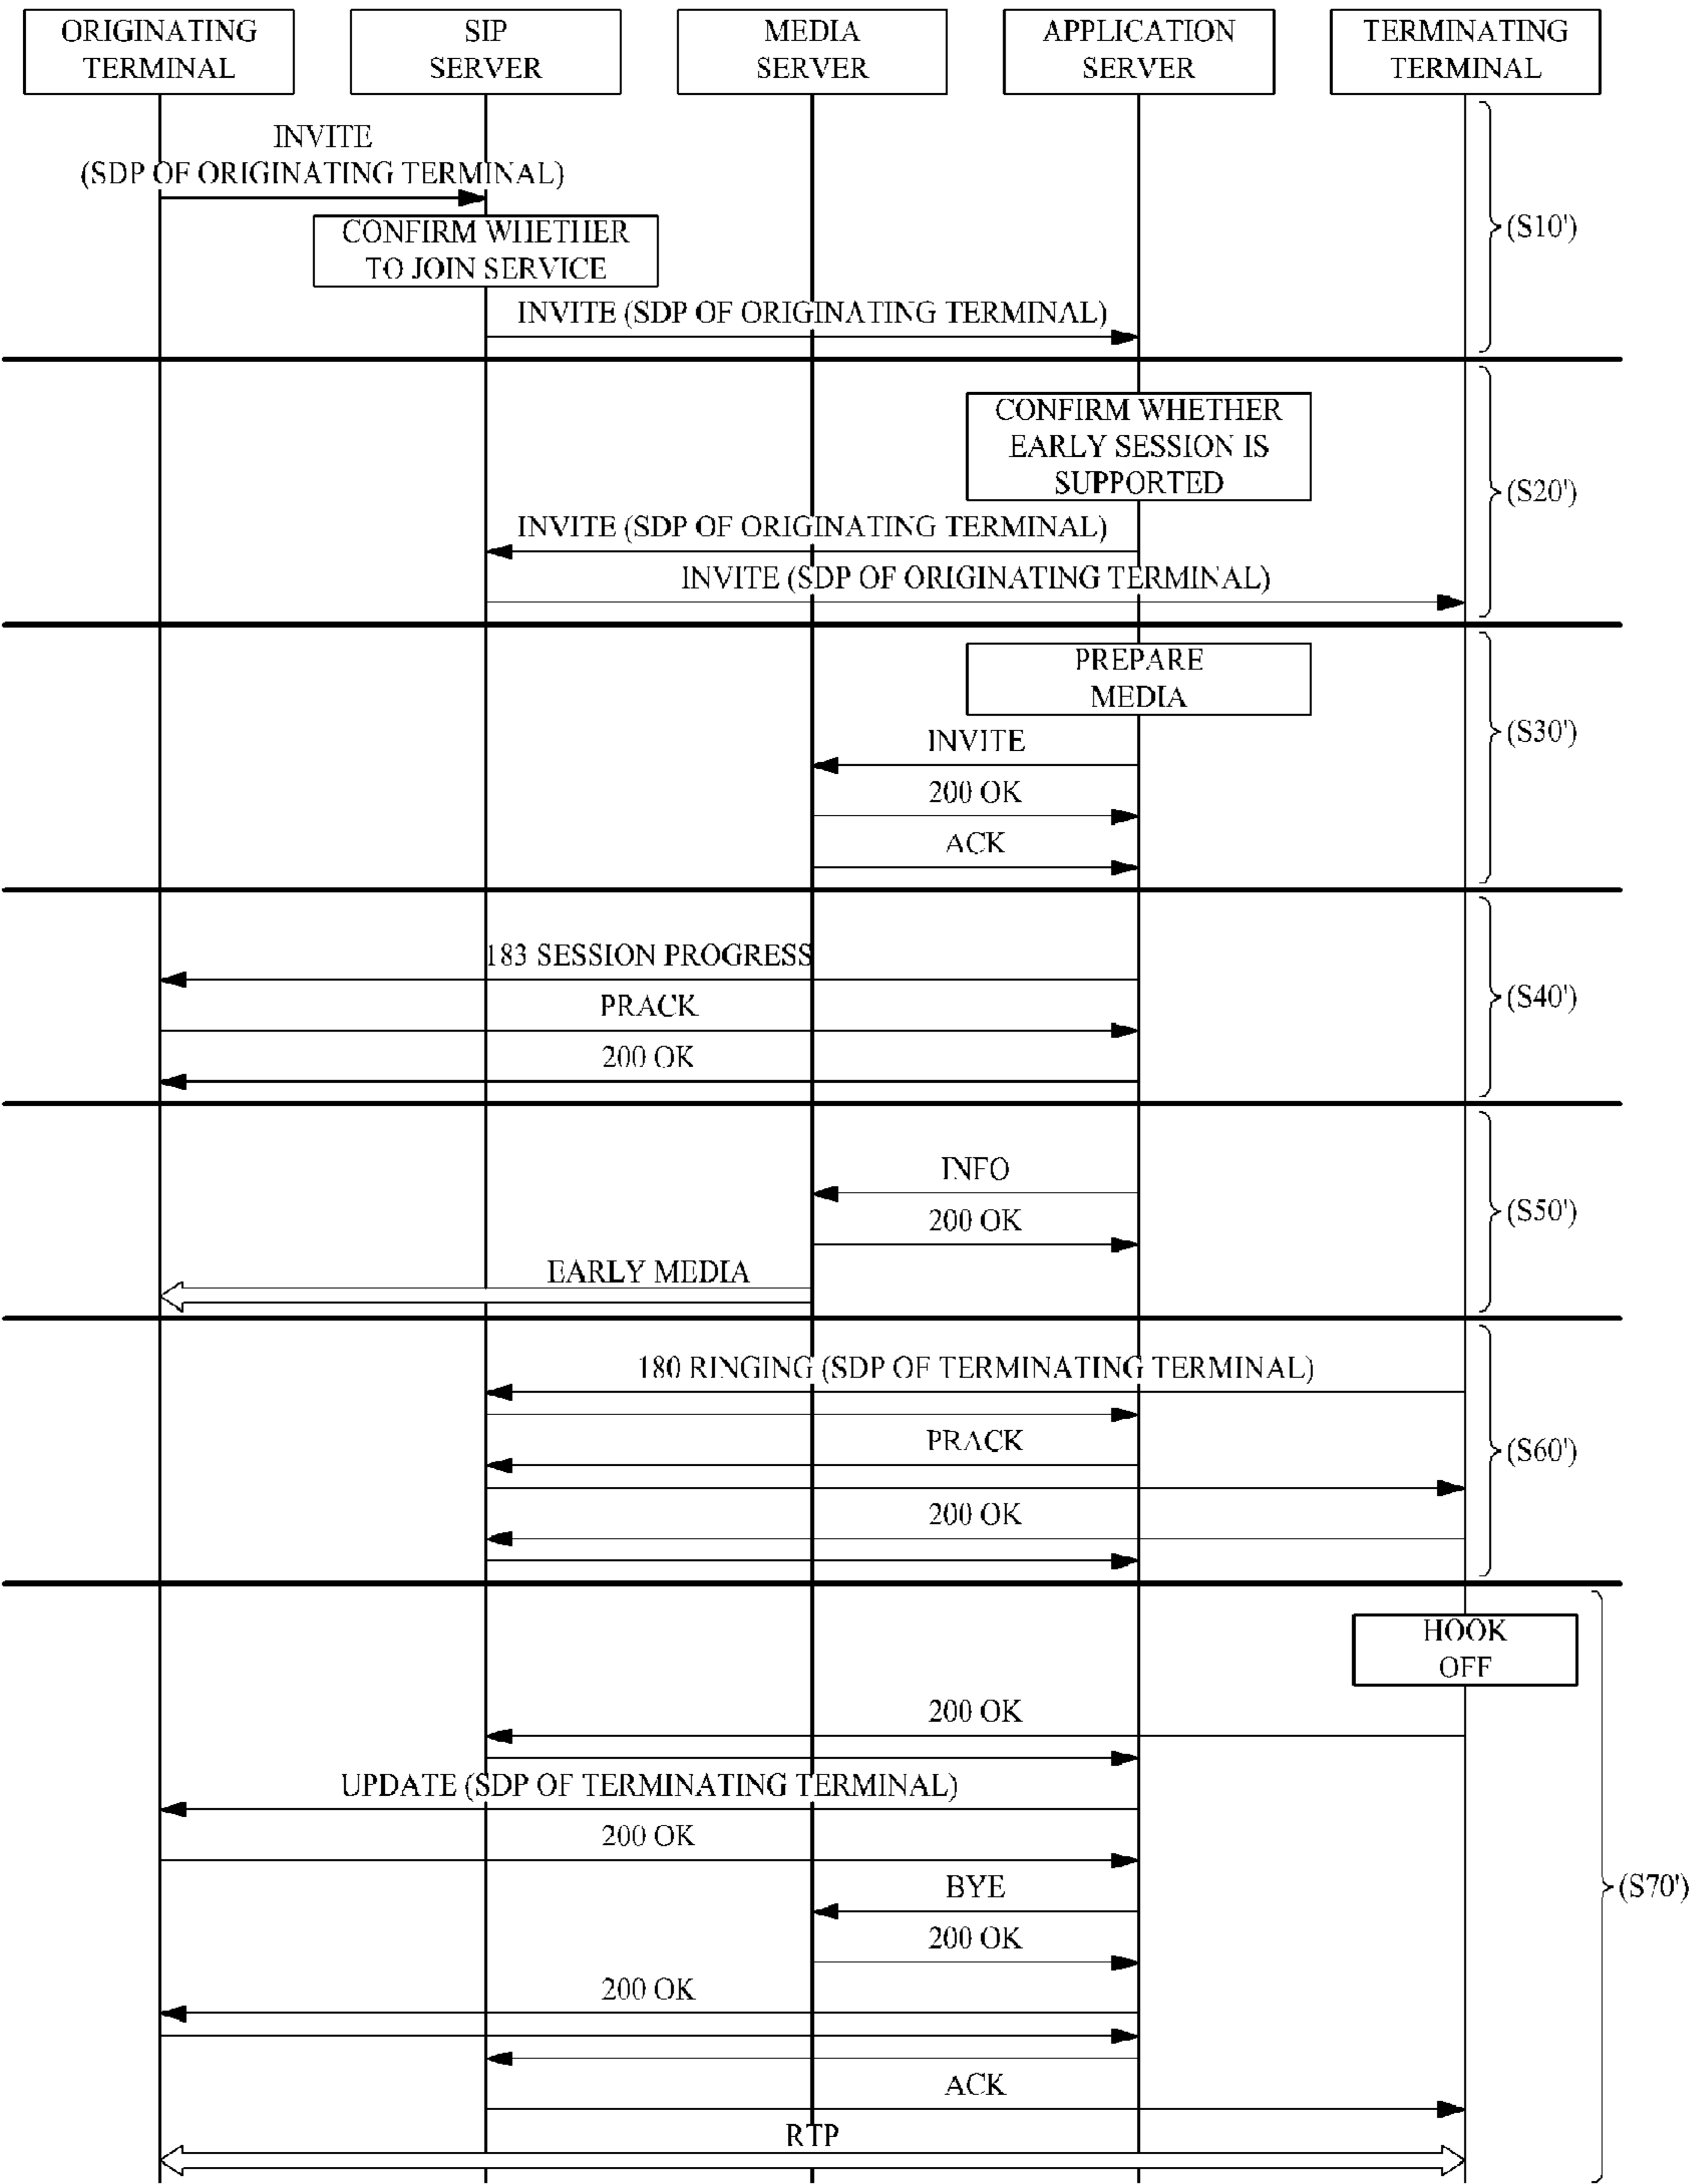 ORIGINATING
TERMINAL
SIP
SERVER
MEDIA
SERVER
APPLICATION
SERVER
TERMINATING
TERMINAL
INVITE
(SDP OF ORIGINATING TERMINAL)
CONFIRM WHETHER
TO JOIN SERVICE
INVITE (SDP OF ORIGINATING TERMINAL)
(S10')
CONFIRM WHETHER
EARLY SESSION IS
SUPPORTED
INVITE (SDP OF ORIGINATING TERMINAL)
INVITE (SDP OF ORIGINATING TERMINAL)
(S20')
PREPARE
MEDIA
INVITE
200 OK
ACK
(S30')
183 SESSION PROGRESS
PRACK
200 OK
(S40')
INFO
200 OK
EARLY MEDIA
(S50')
180 RINGING (SDP OF TERMINATING TERMINAL)
PRACK
200 OK
(S60')
HOOK
OFF
200 OK
UPDATE (SDP OF TERMINATING TERMINAL)
200 OK
BYE
200 OK
200 OK
ACK
RTP
(S70')